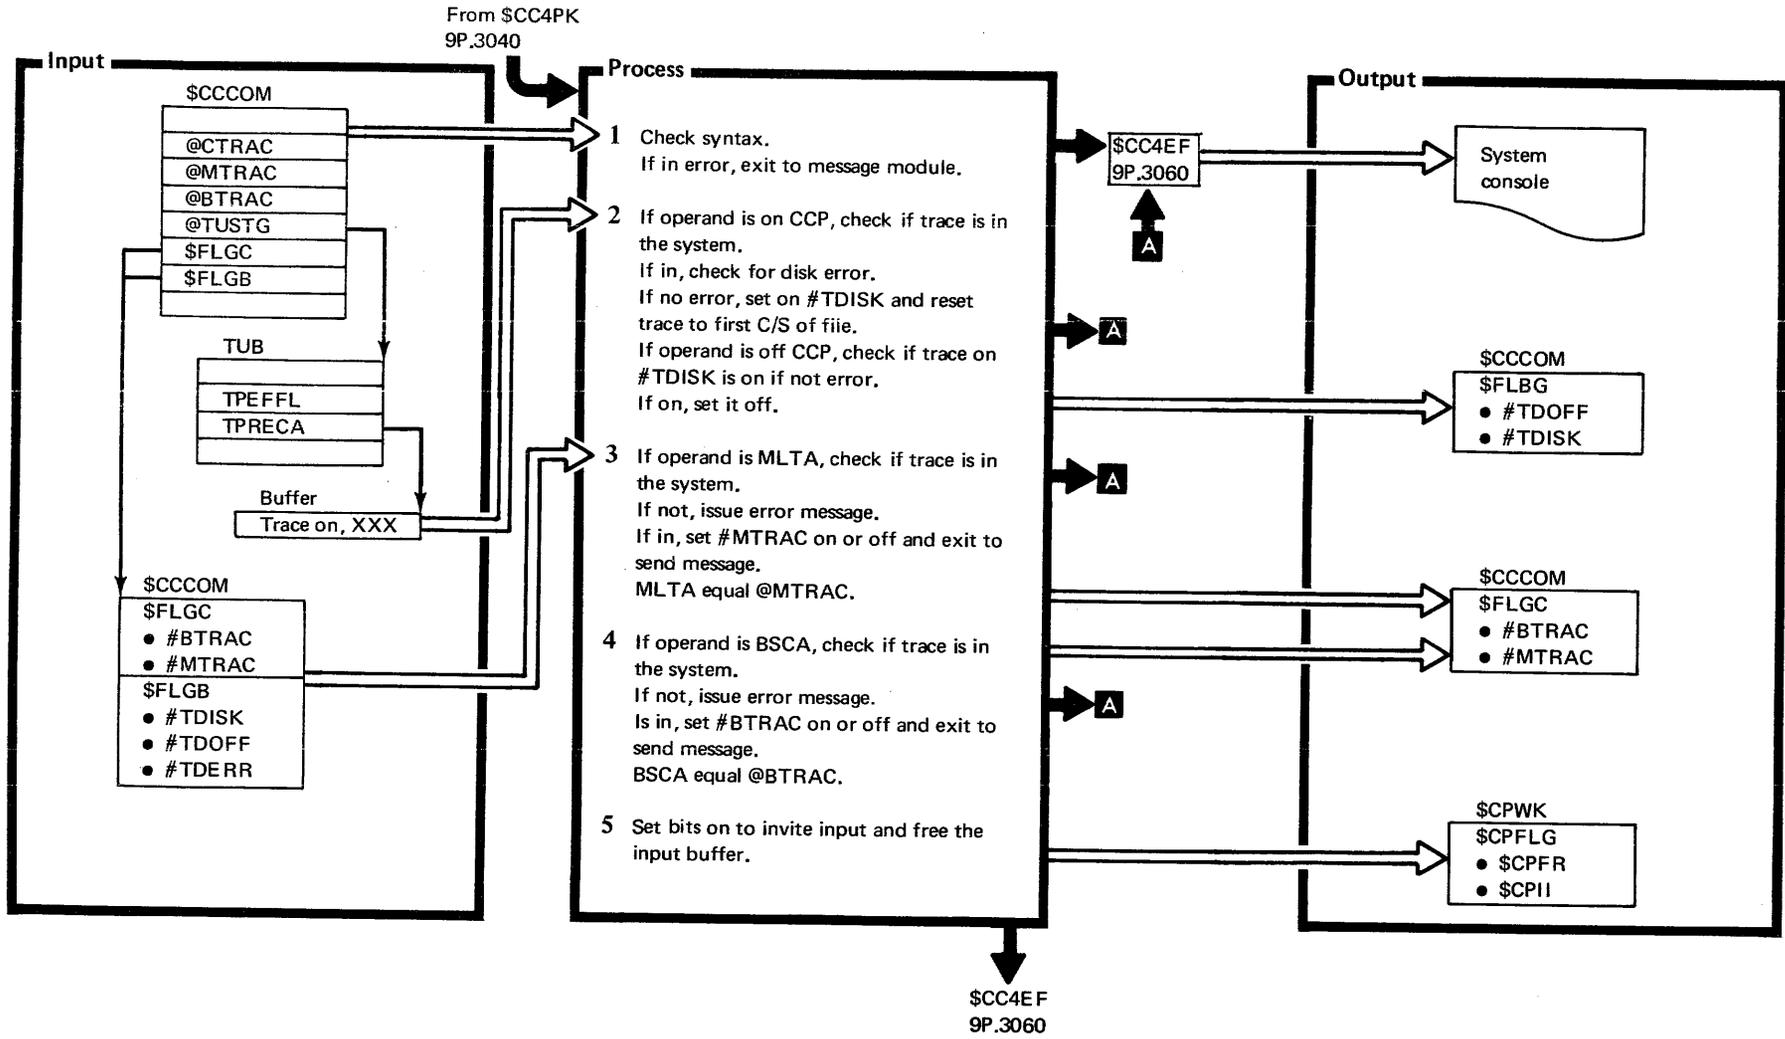 From $CC4PK
9P.3040
Input
$CCCOM
@CTRAC
@MTRAC
@BTRAC
@TUSTG
$FLGC
$FLGB
TUB
TPEFFL
TPRECA
Buffer
Trace on, XXX
$CCCOM
$FLGC
● #BTRAC
● #MTRAC
$FLGB
● #TDISK
● #TDOFF
● #TDERR
Process
1 Check syntax.
If in error, exit to message module.
2 If operand is on CCP, check if trace is in
the system.
If in, check for disk error.
If no error, set on #TDISK and reset
trace to first C/S of file.
If operand is off CCP, check if trace on
#TDISK is on if not error.
If on, set it off.
3 If operand is MLTA, check if trace is in
the system.
If not, issue error message.
If in, set #MTRAC on or off and exit to
send message.
MLTA equal @MTRAC.
4 If operand is BSCA, check if trace is in
the system.
If not, issue error message.
Is in, set #BTRAC on or off and exit to
send message.
BSCA equal @BTRAC.
5 Set bits on to invite input and free the
input buffer.
$CC4EF
9P.3060
A
A
A
A
$CC4EF
9P.3060
Output
System
console
$CCCOM
$FLBG
● #TDOFF
● #TDISK
$CCCOM
$FLGC
● #BTRAC
● #MTRAC
$CPWK
$CPFLG
● $CPFR
● $CPII